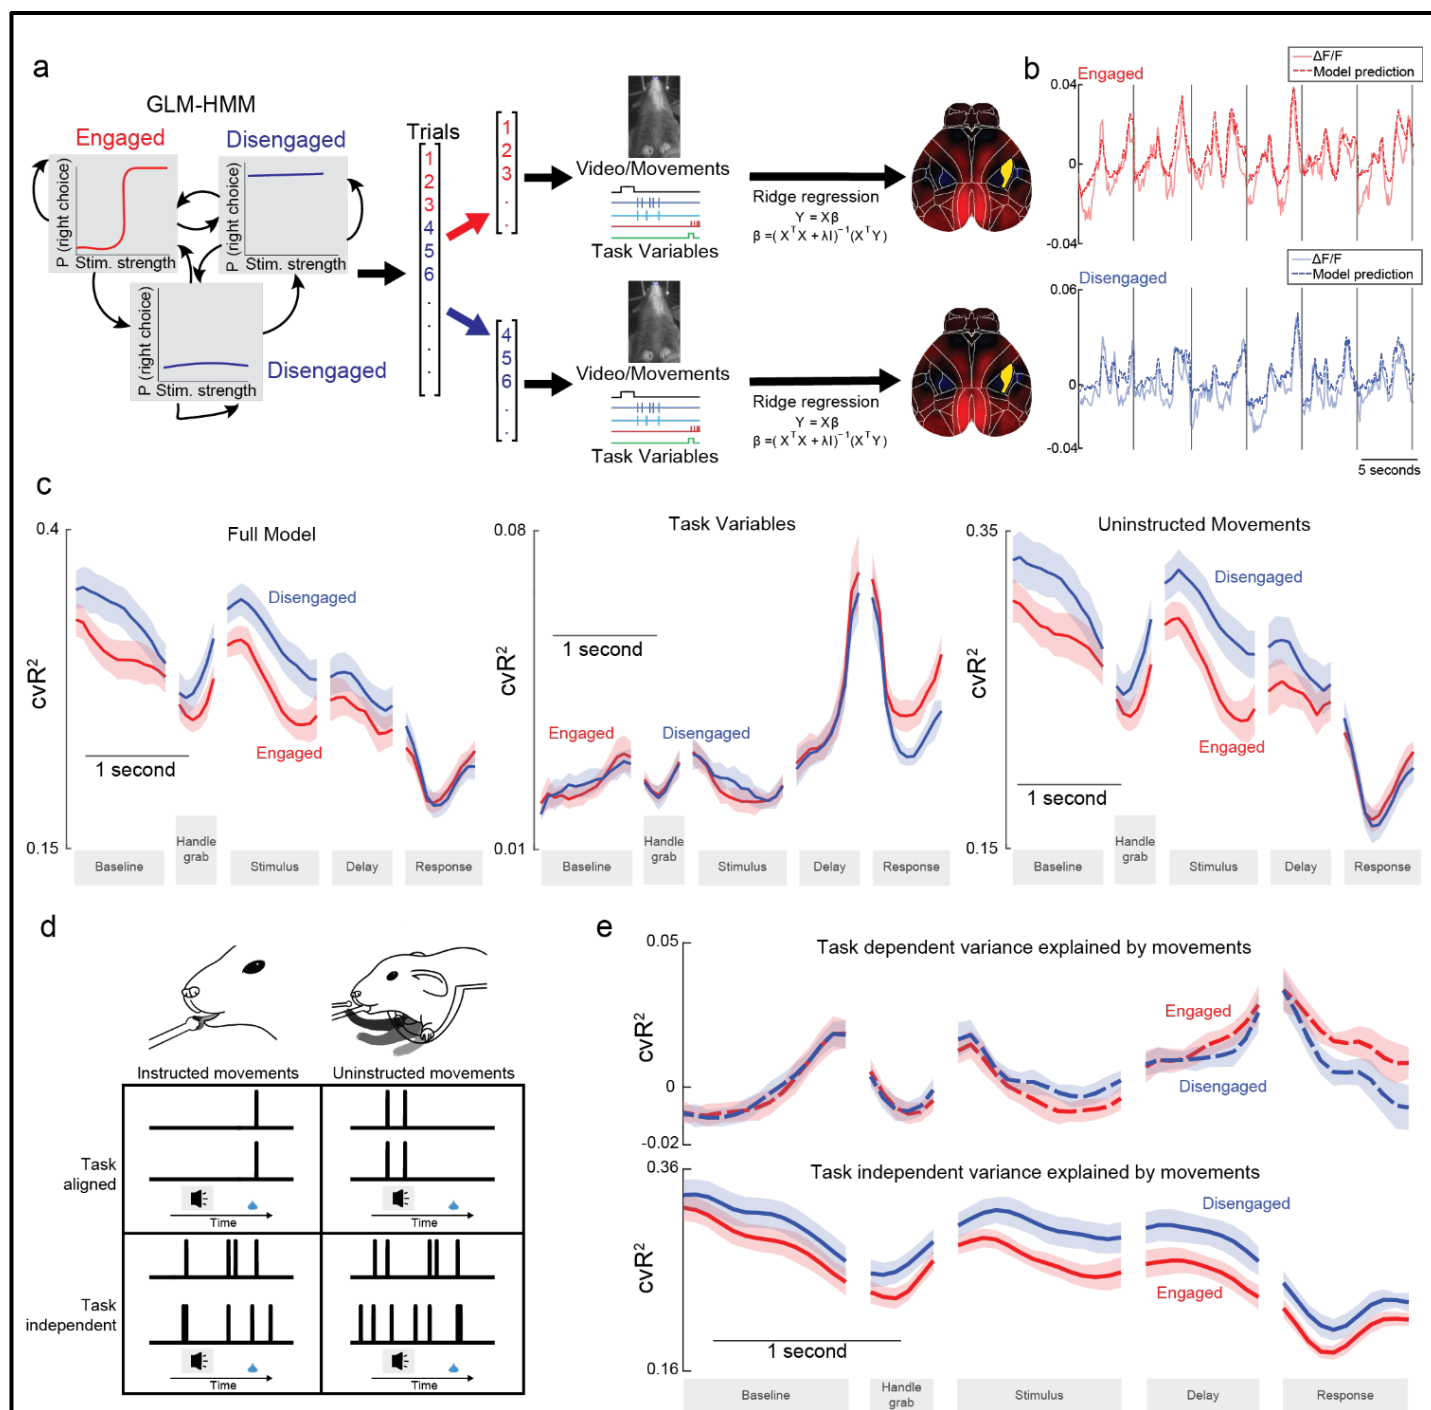 a
GLM-HMM
Engaged
Disengaged
P (right choice)
Stim. strength
P (right choice)
Stim. strength
P (right choice)
Stim. strength
Disengaged
Trials
1
2
3
4
5
6
.
.
.
.
1
2
3
.
.
4
5
6
.
.
Video/Movements
Task Variables
Ridge regression
Y = Xβ
β =( Xᵀ X + λI )⁻¹ (Xᵀ Y )
Video/Movements
Task Variables
Ridge regression
Y = Xβ
β =( Xᵀ X + λI )⁻¹ (Xᵀ Y )
b
ΔF/F
Model prediction
Engaged
0.04
0
-0.04
ΔF/F
Model prediction
Disengaged
0.06
0
-0.04
5 seconds
c
Full Model
0.4
cvR²
0.15
Disengaged
Engaged
1 second
Baseline
Handle
grab
Stimulus
Delay
Response
Task Variables
0.08
cvR²
0.01
1 second
Engaged
Disengaged
Baseline
Handle
grab
Stimulus
Delay
Response
Uninstructed Movements
0.35
cvR²
0.15
Disengaged
Engaged
1 second
Baseline
Handle
grab
Stimulus
Delay
Response
d
Instructed movements
Uninstructed movements
Task
aligned
Time
Time
Task
independent
Time
Time
e
Task dependent variance explained by movements
0.05
cvR²
0
-0.02
Engaged
Disengaged
Task independent variance explained by movements
0.36
cvR²
0.16
Disengaged
Engaged
1 second
Baseline
Handle
grab
Stimulus
Delay
Response